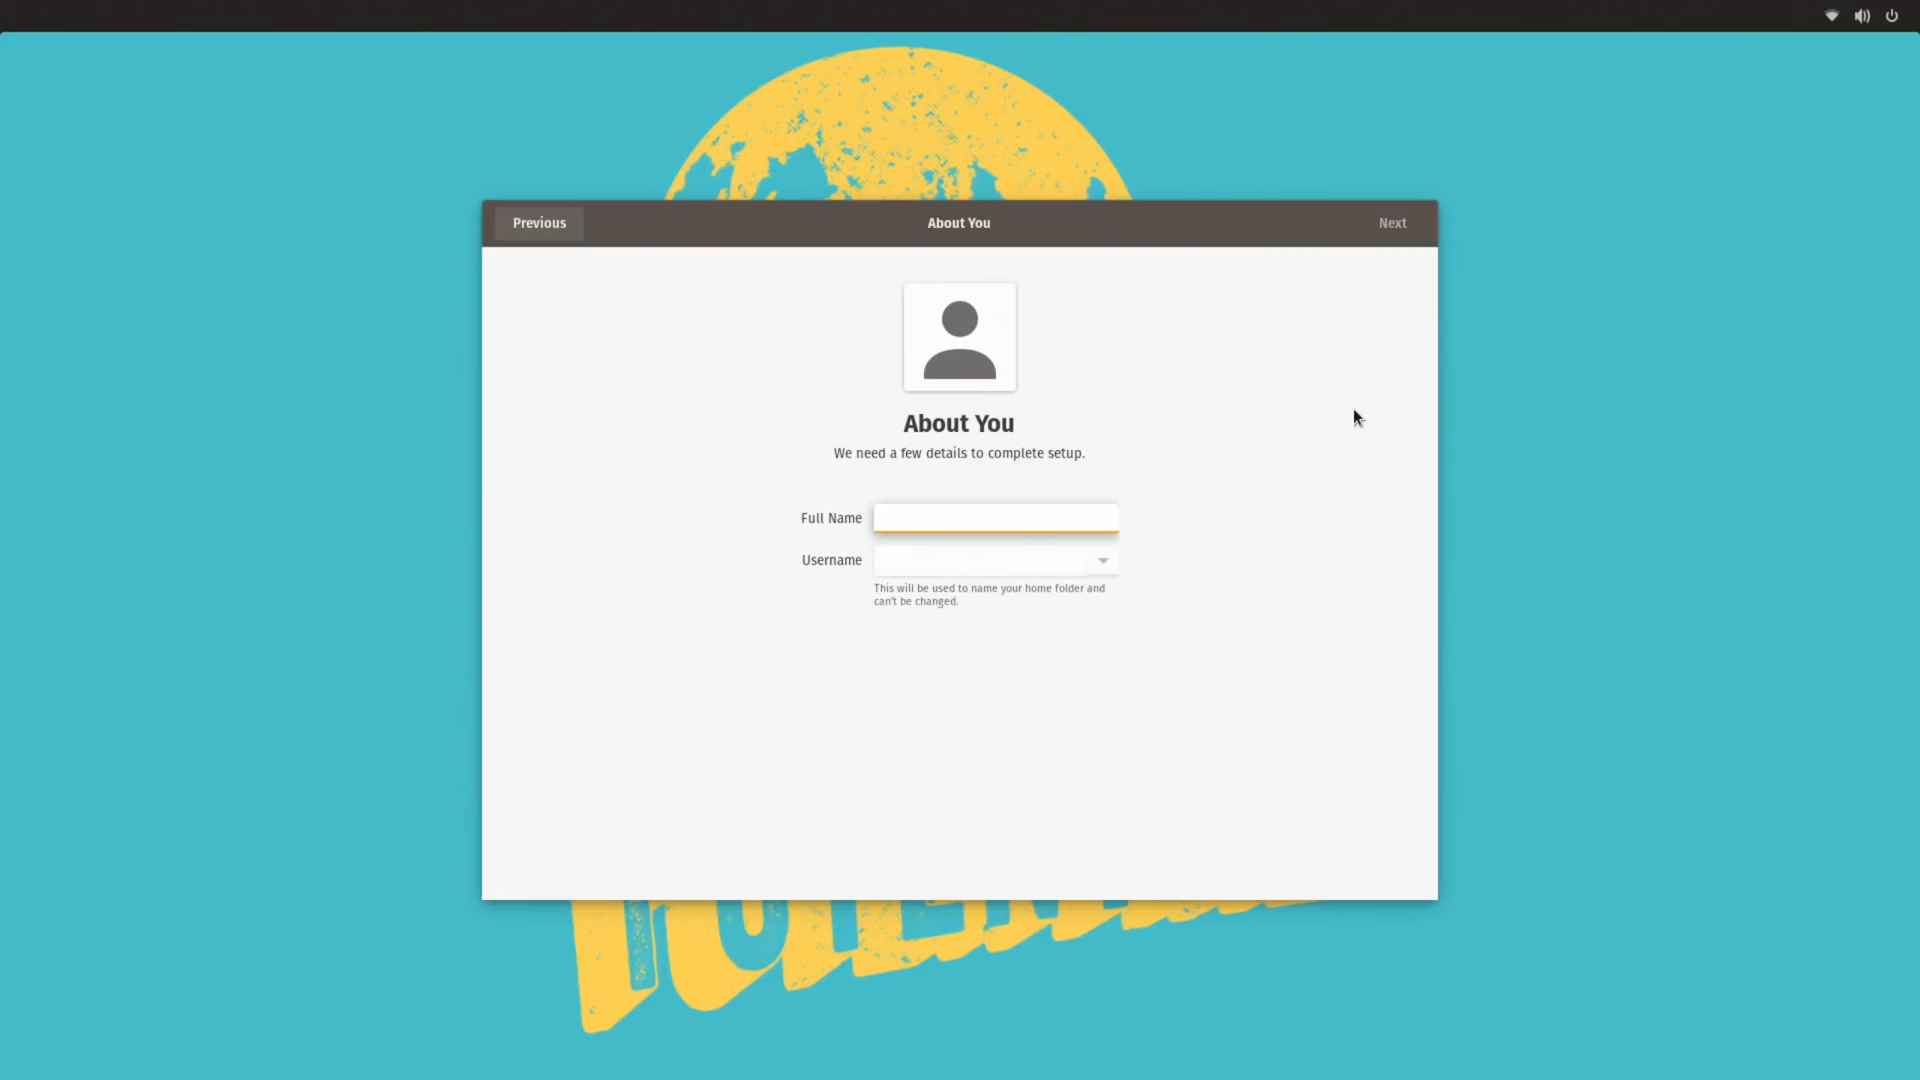 Previous
About You
Next
About You
We need a few details to complete setup.
Full Name
Username
This will be used to name your home folder and
can't be changed.